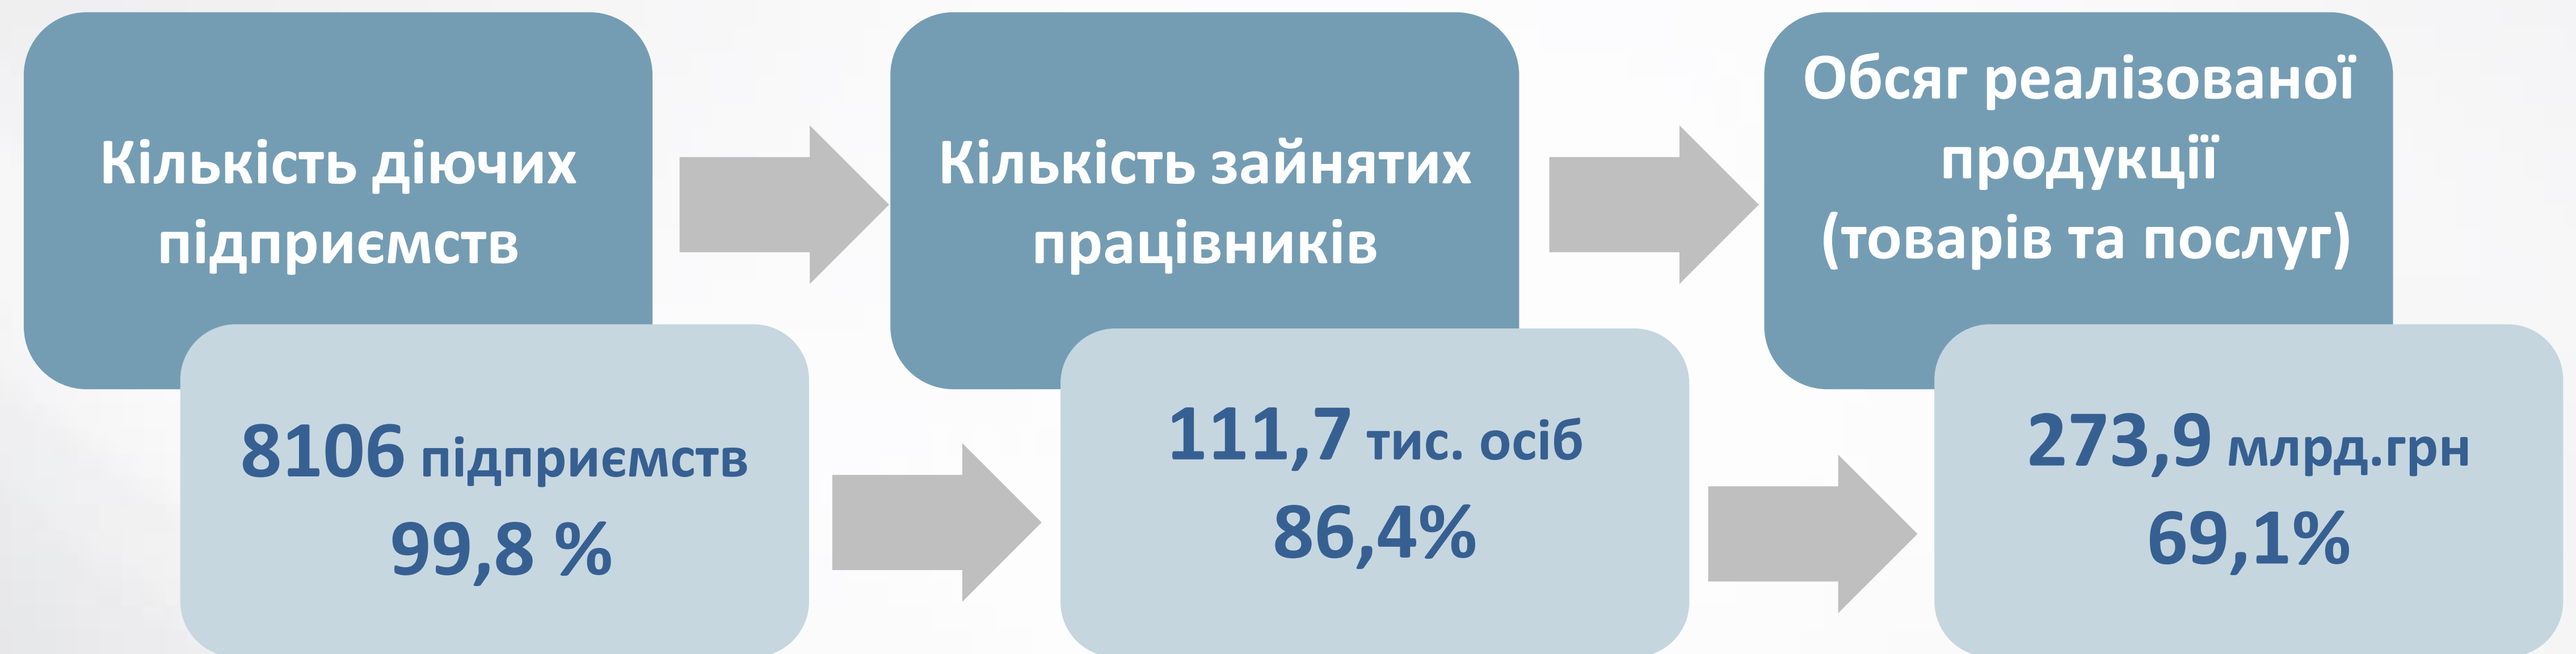 Кількість діючих
підприємств
8106 підприємств
99,8 %
Кількість зайнятих
працівників
111,7 тис. осіб
86,4%
Обсяг реалізованої
продукції
(товарів та послуг)
273,9 млрд.грн
69,1%